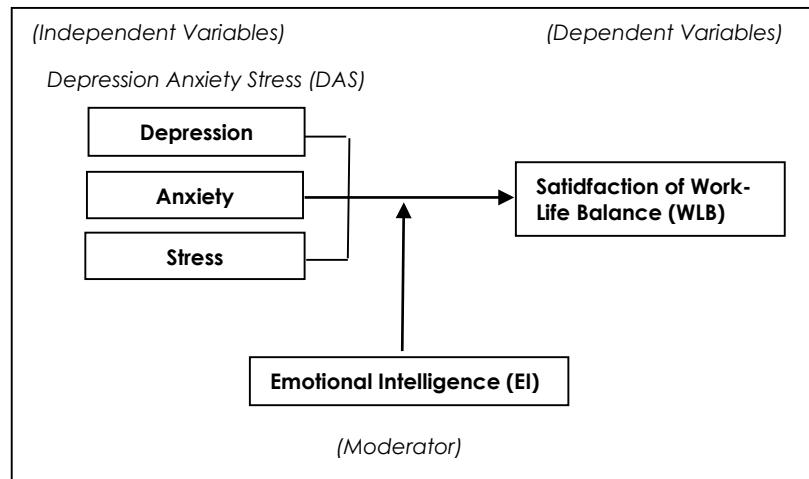 (Independent Variables)
(Dependent Variables)
Depression Anxiety Stress (DAS)
Depression
Anxiety
Stress
Satidfaction of Work-
Life Balance (WLB)
Emotional Intelligence (EI)
(Moderator)